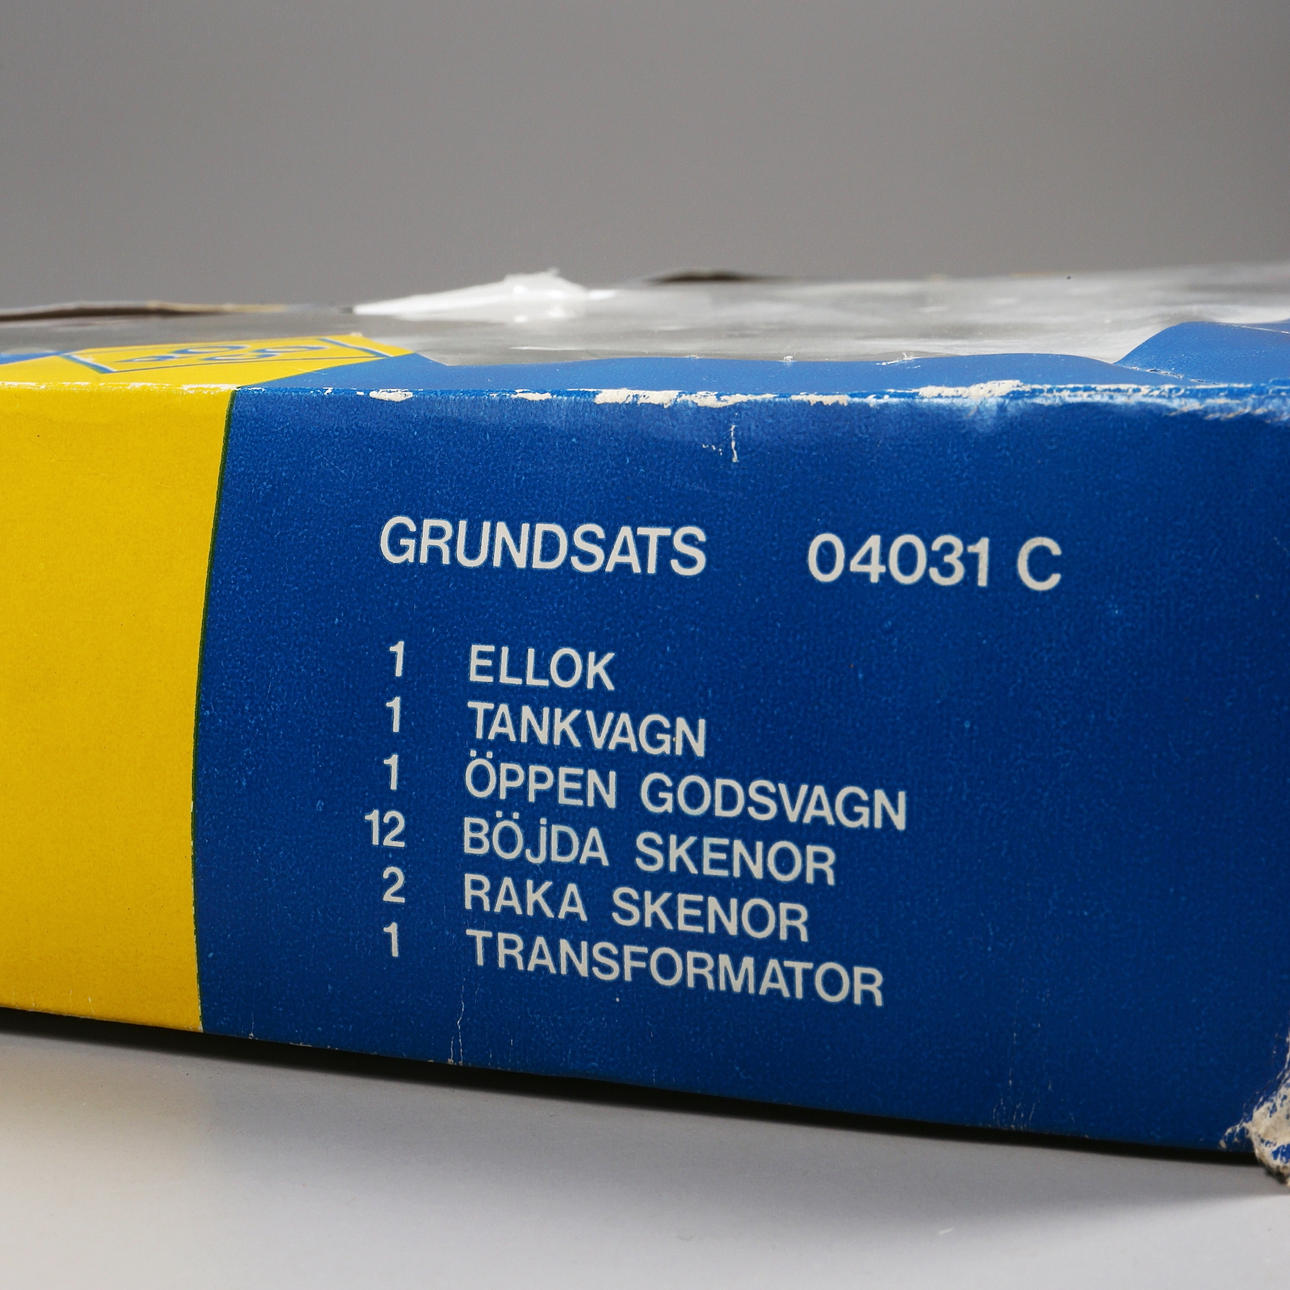 GRUNDSATS 04031 C
1 ELLOK
1 TANKVAGN
1 ÖPPEN GODSVAGN
12 BÖjDA SKENOR
2 RAKA SKENOR
1 TRANSFORMATOR